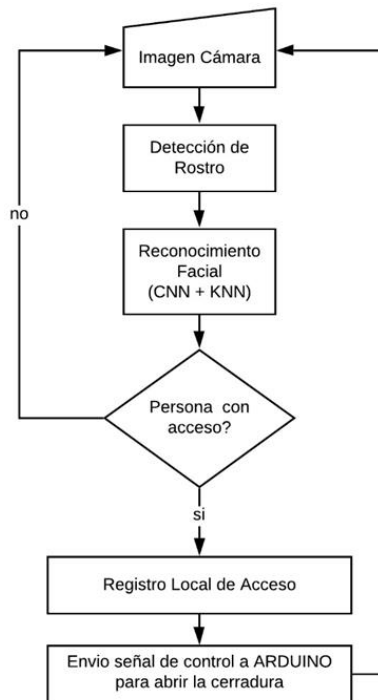 Imagen Cámara
Detección de
Rostro
no
Reconocimiento
Facial
(CNN + KNN)
Persona con
acceso?
si
Registro Local de Acceso
Envio señal de control a ARDUINO
para abrir la cerradura